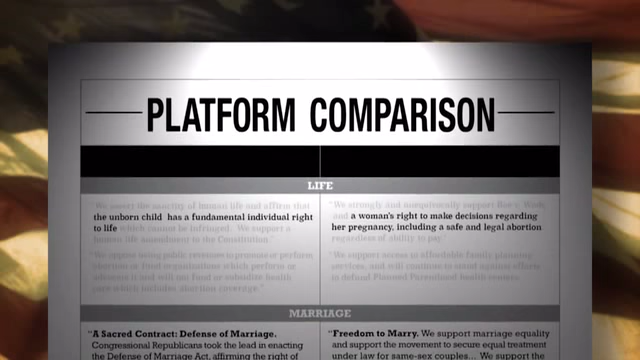 PLATFORM COMPARISON
LIFE
"We assert the sanctity of human life and affirm that
the unborn child has a fundamental individual right
to life which cannot be infringed. We support a
human life amendment to the Constitution."
"We oppose using public revenues to promote or perform
abortion or fund organizations which perform or
advocate it and will not fund or subsidize health
care which includes abortion coverage."
"We strongly and unequivocally support Roe v. Wade
and a woman's right to make decisions regarding
her pregnancy, including a safe and legal abortion
regardless of ability to pay."
"We support access to affordable family planning
services, and will continue to stand against efforts
to defund Planned Parenthood health centers
MARRIAGE
"A Sacred Contract: Defense of Marriage.
Congressional Republicans took the lead in enacting
the Defense of Marriage Act, affirming the right of
"Freedom to Marry. We support marriage equality
and support the movement to secure equal treatment
under law for same-sex couples... We support the